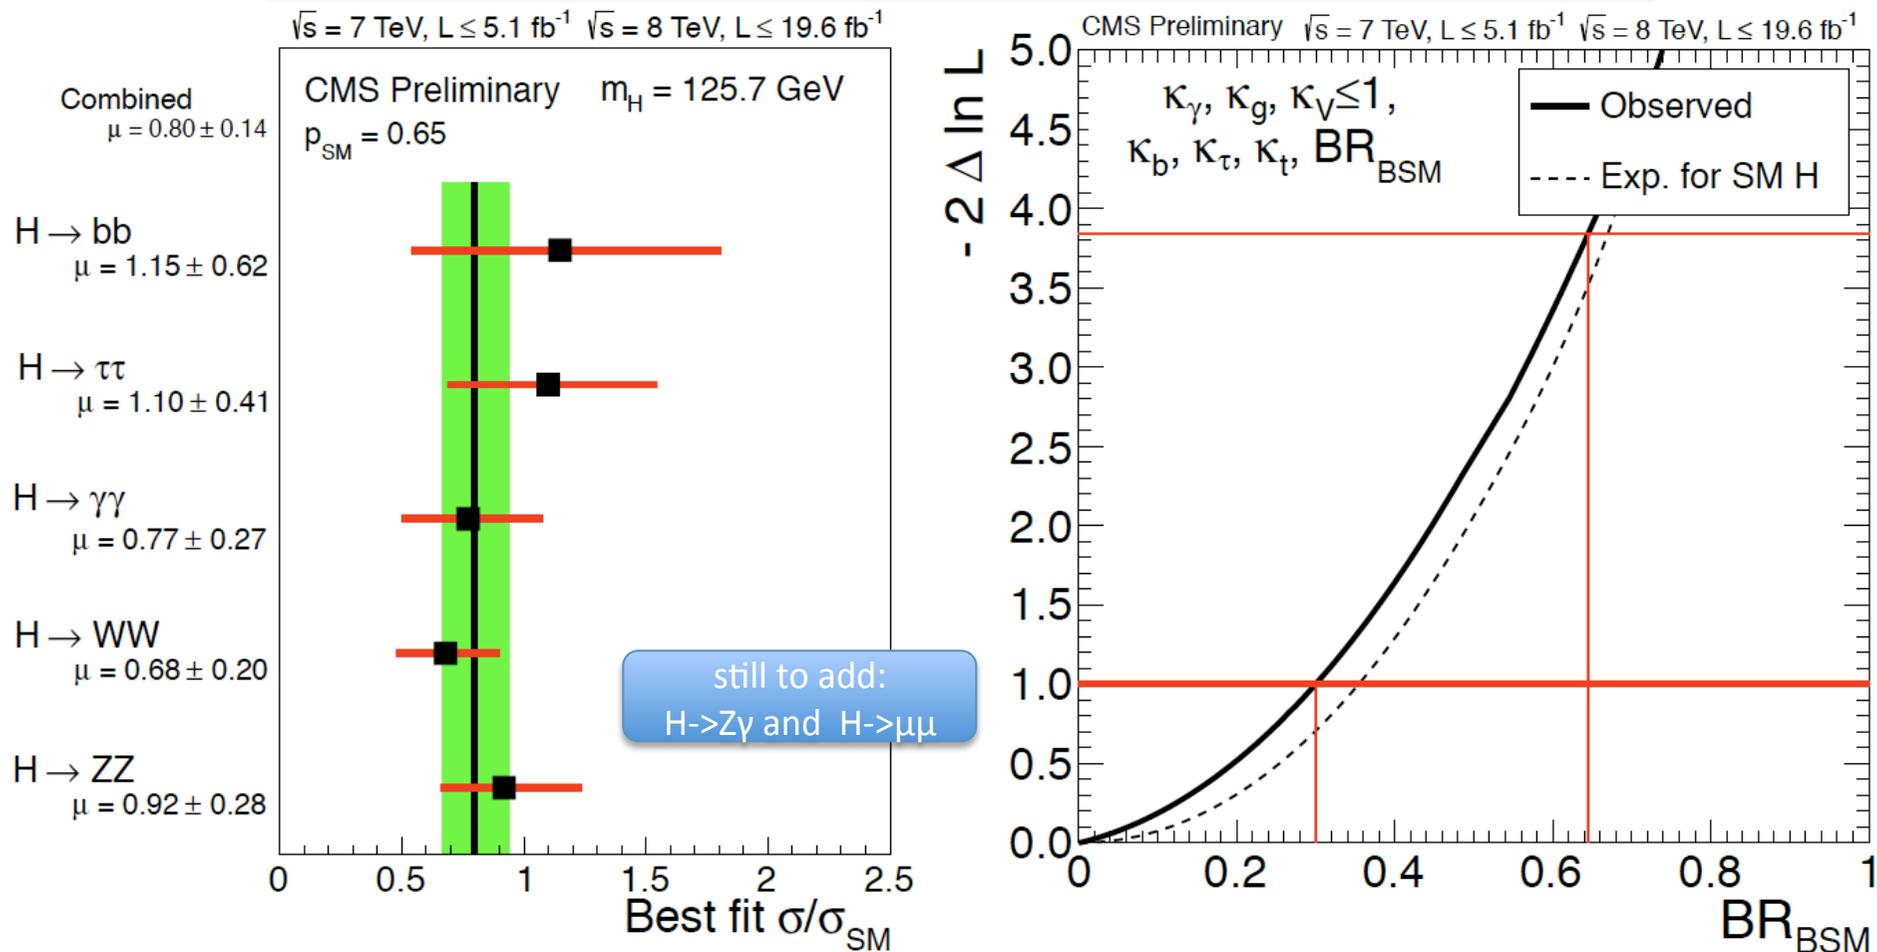 √s = 7 TeV, L ≤ 5.1 fb⁻¹ √s = 8 TeV, L ≤ 19.6 fb⁻¹
CMS Preliminary m_H = 125.7 GeV
p_SM = 0.65
Combined
μ = 0.80 ± 0.14
H → bb
μ = 1.15 ± 0.62
H → ττ
μ = 1.10 ± 0.41
H → γγ
μ = 0.77 ± 0.27
H → WW
μ = 0.68 ± 0.20
H → ZZ
μ = 0.92 ± 0.28
still to add:
H->Zγ and H->μμ
0 0.5 1 1.5 2 2.5
Best fit σ/σ_SM
CMS Preliminary √s = 7 TeV, L ≤ 5.1 fb⁻¹ √s = 8 TeV, L ≤ 19.6 fb⁻¹
- 2 Δ ln L
5.0
4.5
4.0
3.5
3.0
2.5
2.0
1.5
1.0
0.5
0.0
κ_γ, κ_g, κ_V≤1,
κ_b, κ_τ, κ_t, BR_BSM
Observed
Exp. for SM H
0 0.2 0.4 0.6 0.8 1
BR_BSM